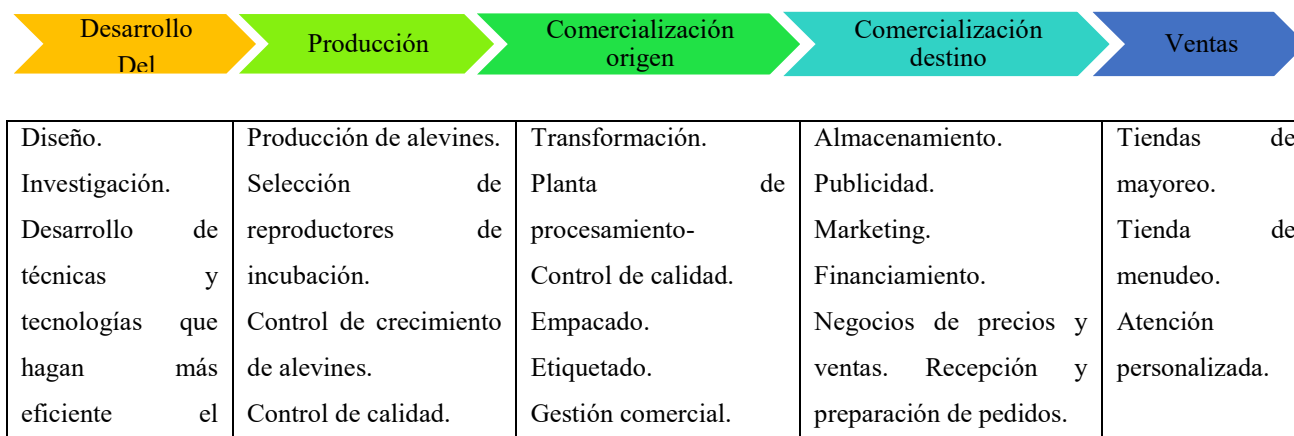 Desarrollo
Del
Producción
Comercialización
origen
Comercialización
destino
Ventas
Diseño.
Investigación.
Desarrollo de
técnicas y
tecnologías que
hagan más
eficiente el
Producción de alevines.
Selección de
reproductores de
incubación.
Control de crecimiento
de alevines.
Control de calidad.
Transformación.
Planta de
procesamiento-
Control de calidad.
Empacado.
Etiquetado.
Gestión comercial.
Almacenamiento.
Publicidad.
Marketing.
Financiamiento.
Negocios de precios y
ventas. Recepción y
preparación de pedidos.
Tiendas de
mayoreo.
Tienda de
menudeo.
Atención
personalizada.